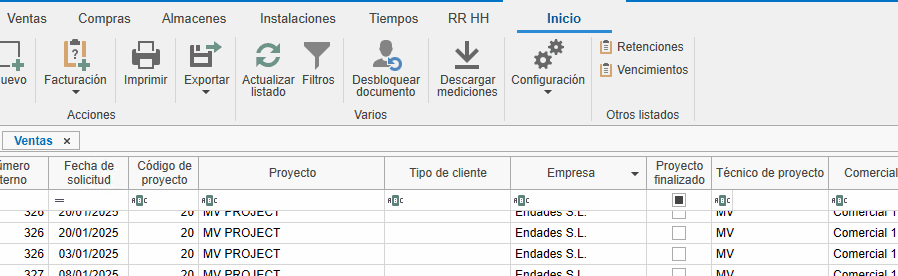 Ventas Compras Almacenes Instalaciones Tiempos RR HH Inicio
Facturación Imprimir Exportar Actualizar listado Filtros Desbloquear documento Descargar mediciones Configuración
Retenciones
Vencimientos
Acciones Varios Otros listados
Ventas ×
Fecha de solicitud Código de proyecto Proyecto Tipo de cliente Empresa Proyecto finalizado Técnico de proyecto Comercial
= ABC ABC ABC ABC ABC ABC
326 20/01/2025 20 MV PROJECT Endades S.L. MV Comercial 1
326 20/01/2025 20 MV PROJECT Endades S.L. MV Comercial 1
326 03/01/2025 20 MV PROJECT Endades S.L. MV Comercial 1
327 08/01/2025 20 MV PROJECT Endades S.L. MV Comercial 1